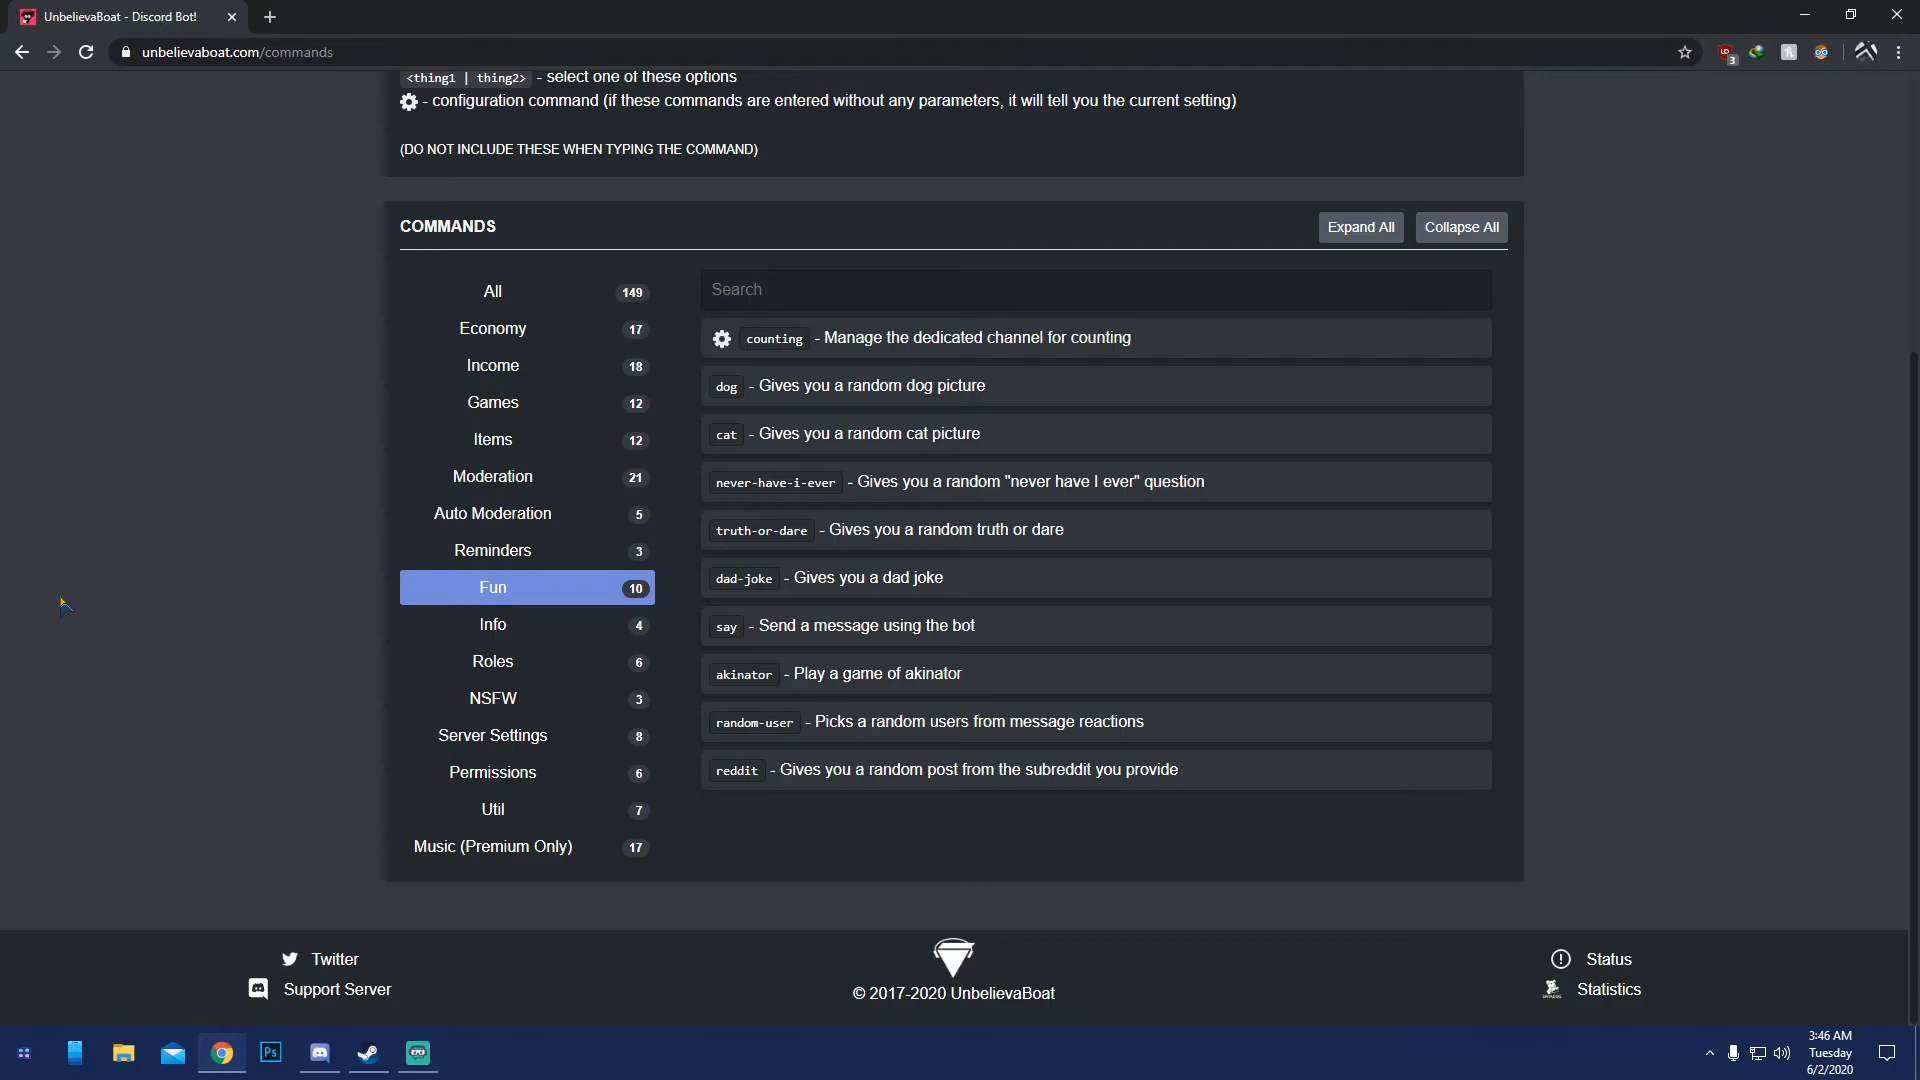 UnbelievaBoat - Discord Bot!
unbelievaboat.com/commands
3
<thing1 | thing2> - select one of these options
- configuration command (if these commands are entered without any parameters, it will tell you the current setting)
(DO NOT INCLUDE THESE WHEN TYPING THE COMMAND)
COMMANDS
Expand All
Collapse All
All 149
Economy 17
Income 18
Games 12
Items 12
Moderation 21
Auto Moderation 5
Reminders 3
Fun 10
Info 4
Roles 6
NSFW 3
Server Settings 8
Permissions 6
Util 7
Music (Premium Only) 17
Search
counting - Manage the dedicated channel for counting
dog - Gives you a random dog picture
cat - Gives you a random cat picture
never-have-i-ever - Gives you a random "never have I ever" question
truth-or-dare - Gives you a random truth or dare
dad-joke - Gives you a dad joke
say - Send a message using the bot
akinator - Play a game of akinator
random-user - Picks a random users from message reactions
reddit - Gives you a random post from the subreddit you provide
Twitter
Support Server
© 2017-2020 UnbelievaBoat
Status
Statistics
Ps
3:46 AM
Tuesday
6/2/2020